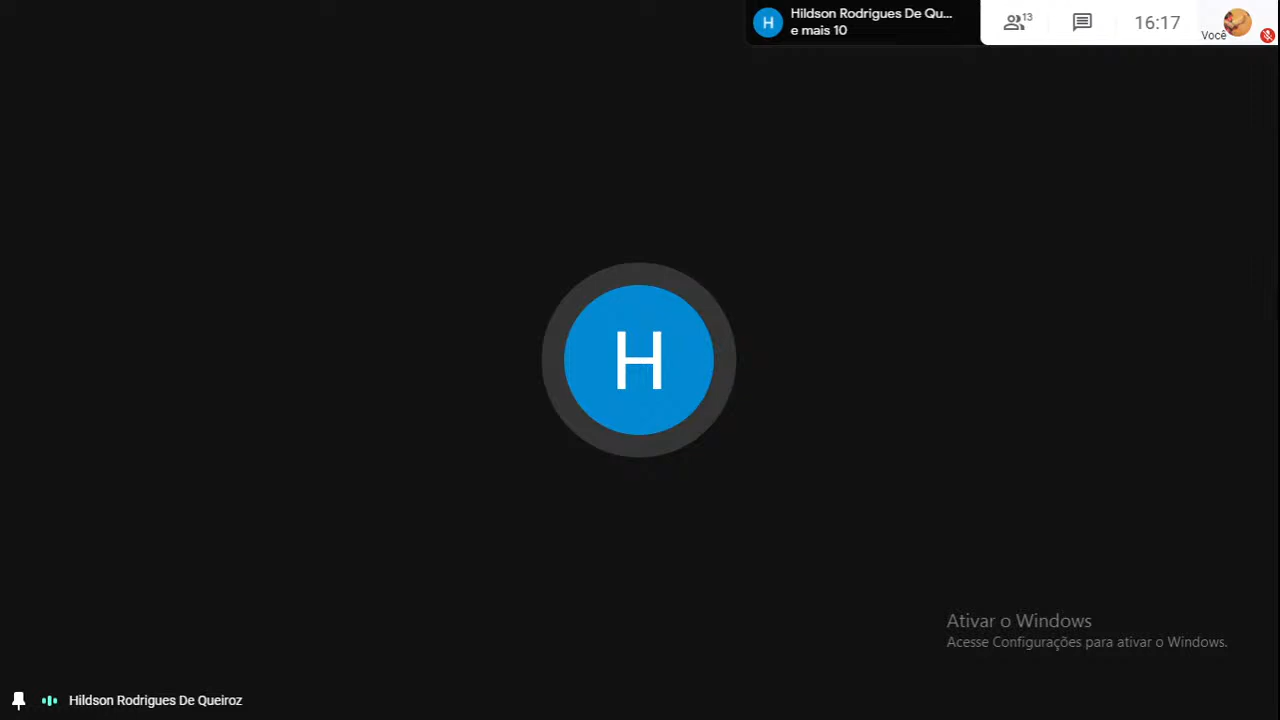 H
Hildson Rodrigues De Qu...
e mais 10
13
16:17
Você
H
Ativar o Windows
Acesse Configurações para ativar o Windows.
Hildson Rodrigues De Queiroz